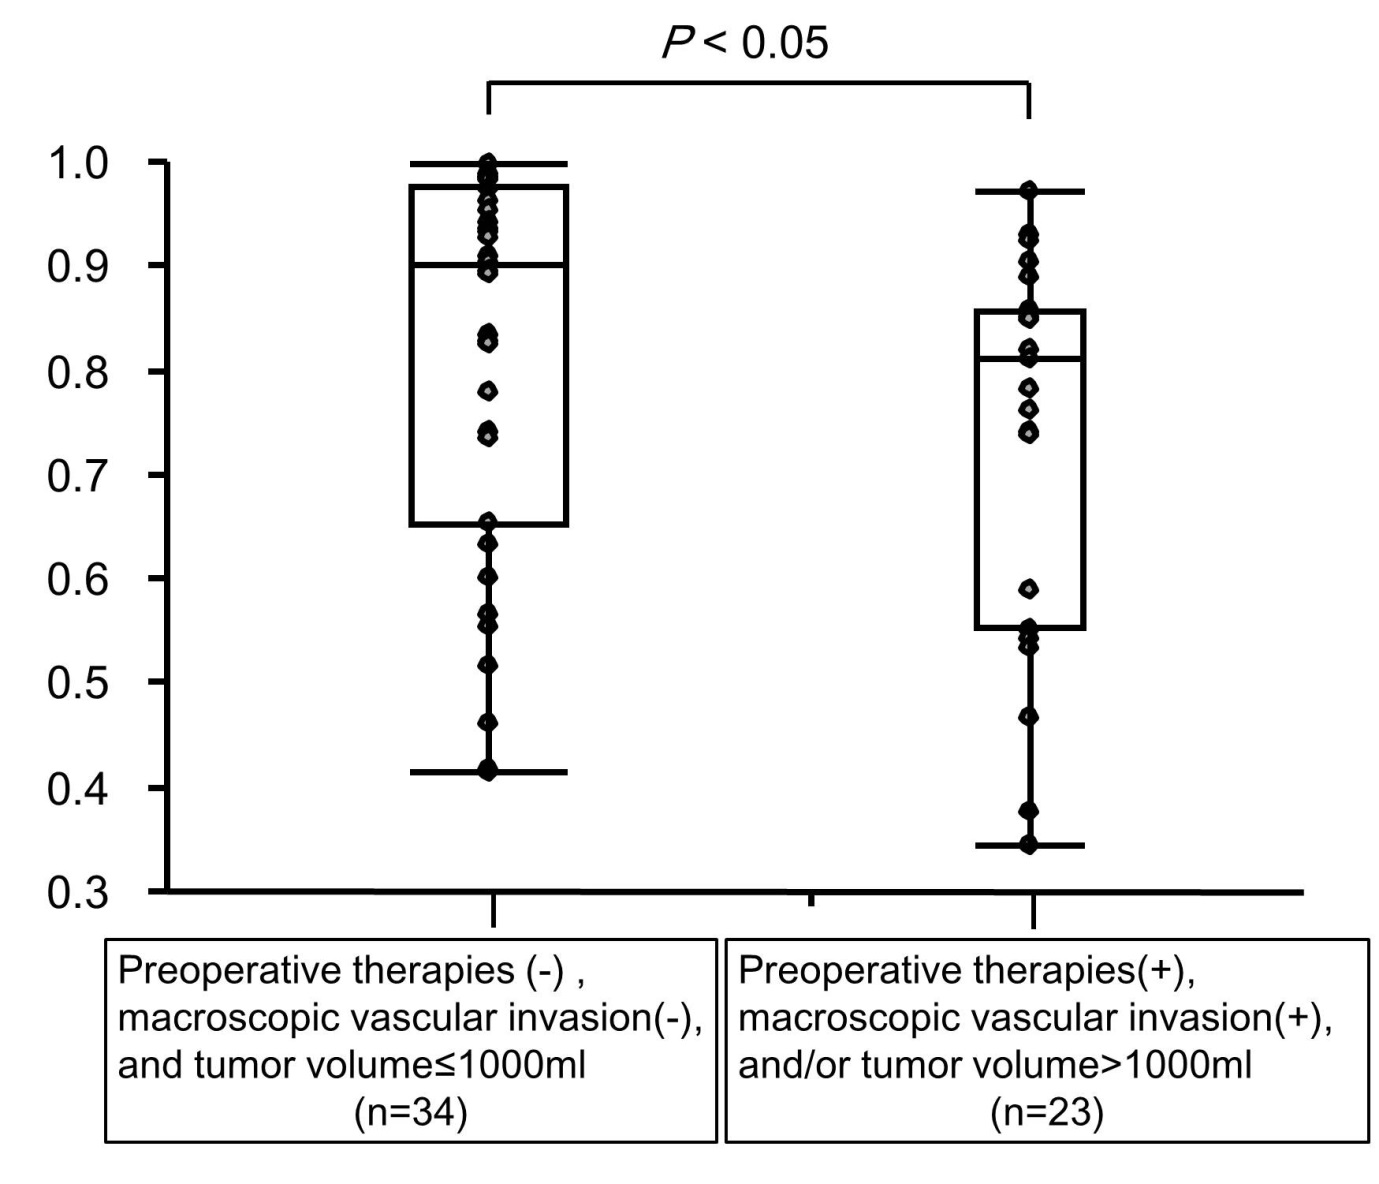 P < 0.05
1.0
0.9
0.8
0.7
0.6
0.5
0.4
0.3
Preoperative therapies (-) ,
macroscopic vascular invasion(-),
and tumor volume≤1000ml
(n=34)
Preoperative therapies(+),
macroscopic vascular invasion(+),
and/or tumor volume>1000ml
(n=23)